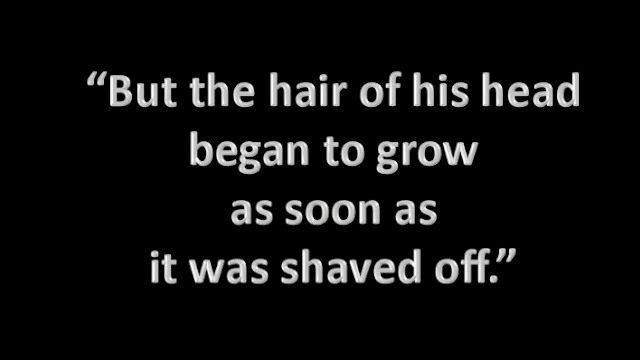 “But the hair of his head
began to grow
as soon as
it was shaved off.”